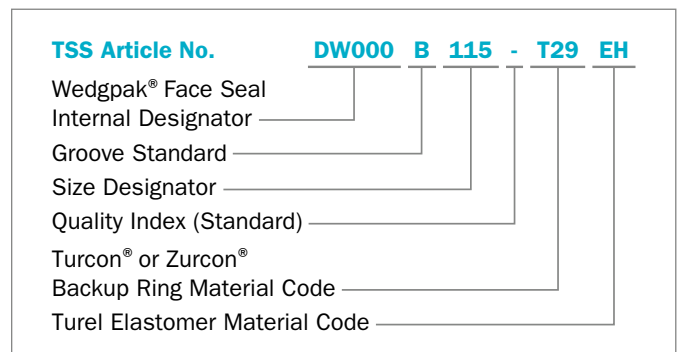 TSS Article No. DW000 B 115 - T29 EH
Wedgpak® Face Seal
Internal Designator
Groove Standard
Size Designator
Quality Index (Standard)
Turcon® or Zurcon®
Backup Ring Material Code
Turel Elastomer Material Code